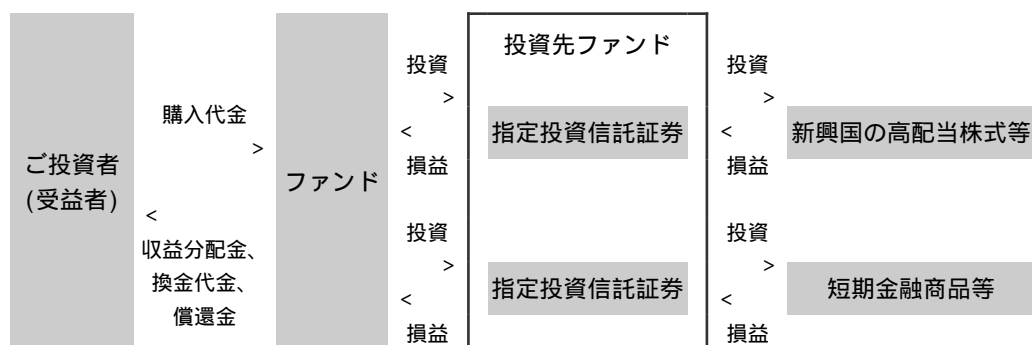 ご投資者
(受益者)
購入代金
>
<
収益分配金、
換金代金、
償還金
ファンド
投資
>
<
損益
投資
>
<
損益
投資先ファンド
指定投資信託証券
指定投資信託証券
投資
>
<
損益
投資
>
<
損益
新興国の高配当株式等
短期金融商品等